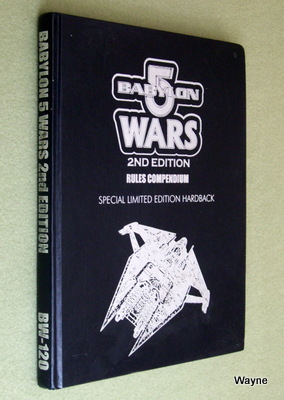 BABYLON 5 WARS 2nd EDITION BW-120
BABYLON
5
WARS
2ND EDITION
RULES COMPENDIUM
SPECIAL LIMITED EDITION HARDBACK
Wayne